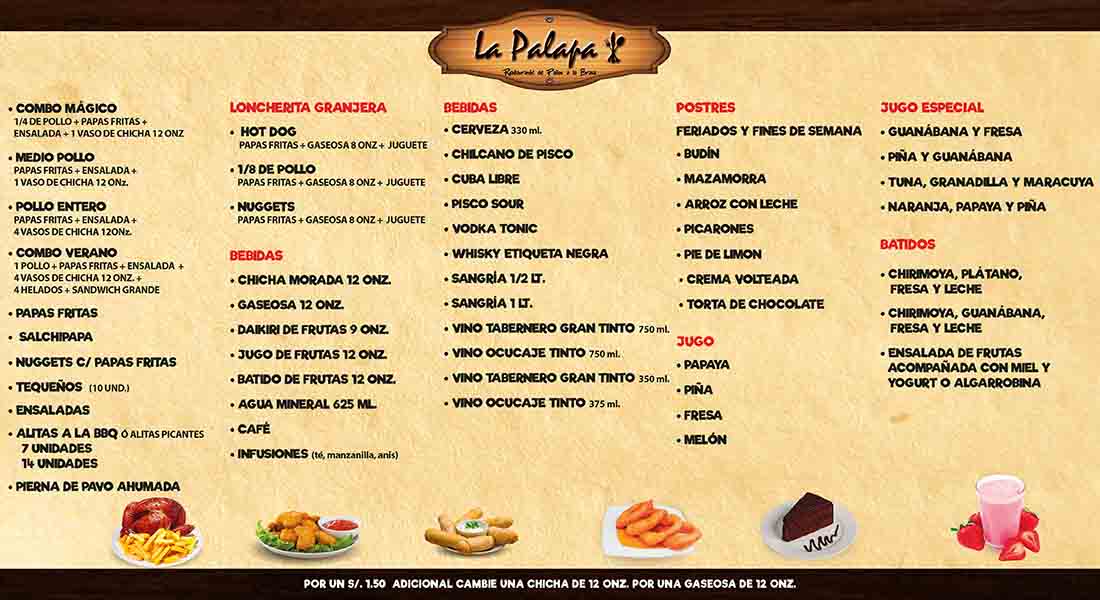 La Palapa
Restaurante de Pollos a la Brasa
• COMBO MÁGICO
1/4 DE POLLO + PAPAS FRITAS +
ENSALADA + 1 VASO DE CHICHA 12 ONZ
• MEDIO POLLO
PAPAS FRITAS + ENSALADA +
1 VASO DE CHICHA 12 ONz.
• POLLO ENTERO
PAPAS FRITAS + ENSALADA +
4 VASOS DE CHICHA 12Onz.
• COMBO VERANO
1 POLLO + PAPAS FRITAS + ENSALADA +
4 VASOS DE CHICHA 12 ONZ. +
4 HELADOS + SANDWICH GRANDE
• PAPAS FRITAS
• SALCHIPAPA
• NUGGETS C/ PAPAS FRITAS
• TEQUEÑOS (10 UND.)
• ENSALADAS
• ALITAS A LA BBQ Ó ALITAS PICANTES
7 UNIDADES
14 UNIDADES
• PIERNA DE PAVO AHUMADA
LONCHERITA GRANJERA
• HOT DOG
PAPAS FRITAS + GASEOSA 8 ONZ + JUGUETE
• 1/8 DE POLLO
PAPAS FRITAS + GASEOSA 8 ONZ + JUGUETE
• NUGGETS
PAPAS FRITAS + GASEOSA 8 ONZ + JUGUETE
BEBIDAS
• CHICHA MORADA 12 ONZ.
• GASEOSA 12 ONZ.
• DAIKIRI DE FRUTAS 9 ONZ.
• JUGO DE FRUTAS 12 ONZ.
• BATIDO DE FRUTAS 12 ONZ.
• AGUA MINERAL 625 ML.
• CAFÉ
• INFUSIONES (té, manzanilla, anis)
BEBIDAS
• CERVEZA 330 ml.
• CHILCANO DE PISCO
• CUBA LIBRE
• PISCO SOUR
• VODKA TONIC
• WHISKY ETIQUETA NEGRA
• SANGRÍA 1/2 LT.
• SANGRÍA 1 LT.
• VINO TABERNERO GRAN TINTO 750 ml.
• VINO OCUCAJE TINTO 750 ml.
• VINO TABERNERO GRAN TINTO 350 ml.
• VINO OCUCAJE TINTO 375 ml.
POSTRES
FERIADOS Y FINES DE SEMANA
• BUDÍN
• MAZAMORRA
• ARROZ CON LECHE
• PICARONES
• PIE DE LIMON
• CREMA VOLTEADA
• TORTA DE CHOCOLATE
JUGO
• PAPAYA
• PIÑA
• FRESA
• MELÓN
JUGO ESPECIAL
• GUANÁBANA Y FRESA
• PIÑA Y GUANÁBANA
• TUNA, GRANADILLA Y MARACUYA
• NARANJA, PAPAYA Y PIÑA
BATIDOS
• CHIRIMOYA, PLÁTANO,
FRESA Y LECHE
• CHIRIMOYA, GUANÁBANA,
FRESA Y LECHE
• ENSALADA DE FRUTAS
ACOMPAÑADA CON MIEL Y
YOGURT O ALGARROBINA
POR UN S/. 1.50 ADICIONAL CAMBIE UNA CHICHA DE 12 ONZ. POR UNA GASEOSA DE 12 ONZ.